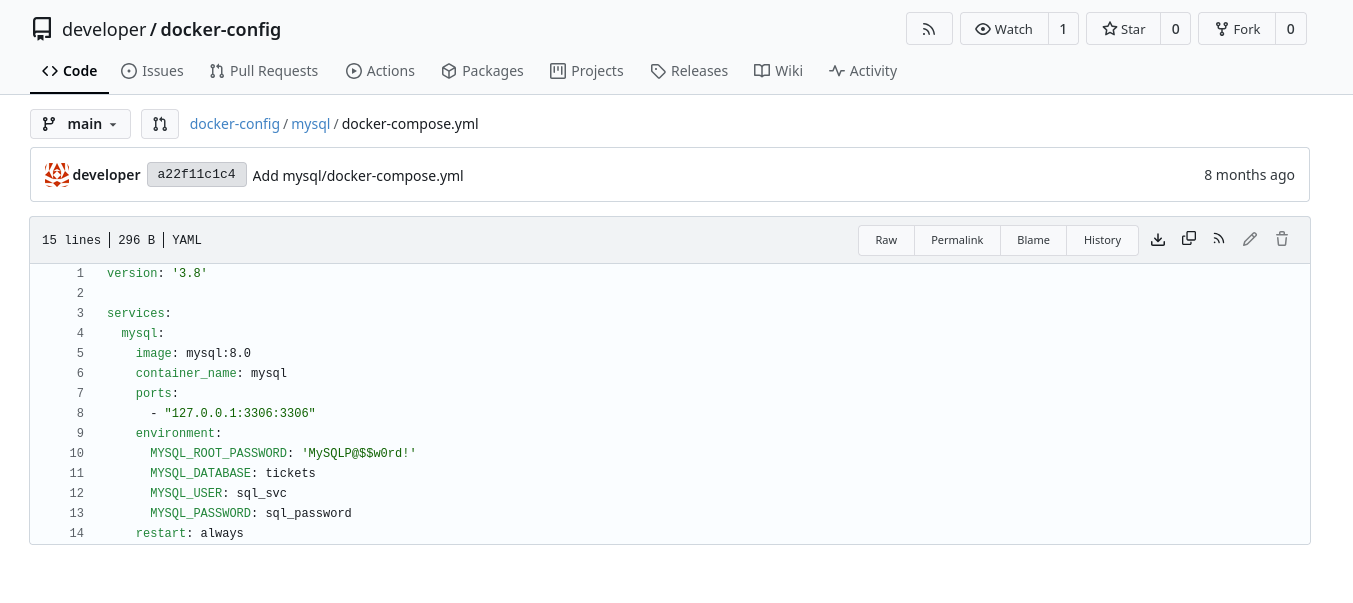 developer / docker-config
Watch 1
Star 0
Fork 0
Code Issues Pull Requests Actions Packages Projects Releases Wiki Activity
main docker-config / mysql / docker-compose.yml
developer a22f11c1c4 Add mysql/docker-compose.yml 8 months ago
15 lines 296 B YAML Raw Permalink Blame History
1 version: '3.8'
2
3 services:
4   mysql:
5     image: mysql:8.0
6     container_name: mysql
7     ports:
8       - "127.0.0.1:3306:3306"
9     environment:
10       MYSQL_ROOT_PASSWORD: 'MySQLP@$$w0rd!'
11       MYSQL_DATABASE: tickets
12       MYSQL_USER: sql_svc
13       MYSQL_PASSWORD: sql_password
14     restart: always